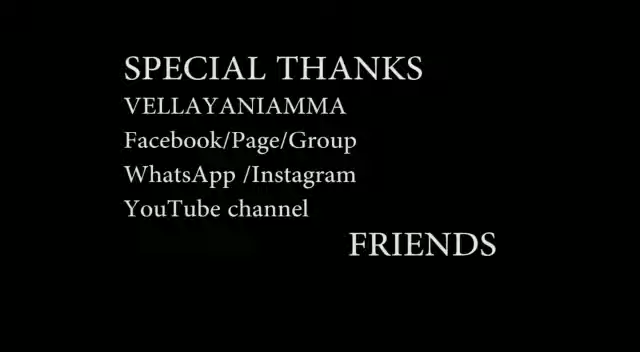 SPECIAL THANKS
VELLAYANIAMMA
Facebook/Page/Group
WhatsApp /Instagram
YouTube channel
FRIENDS